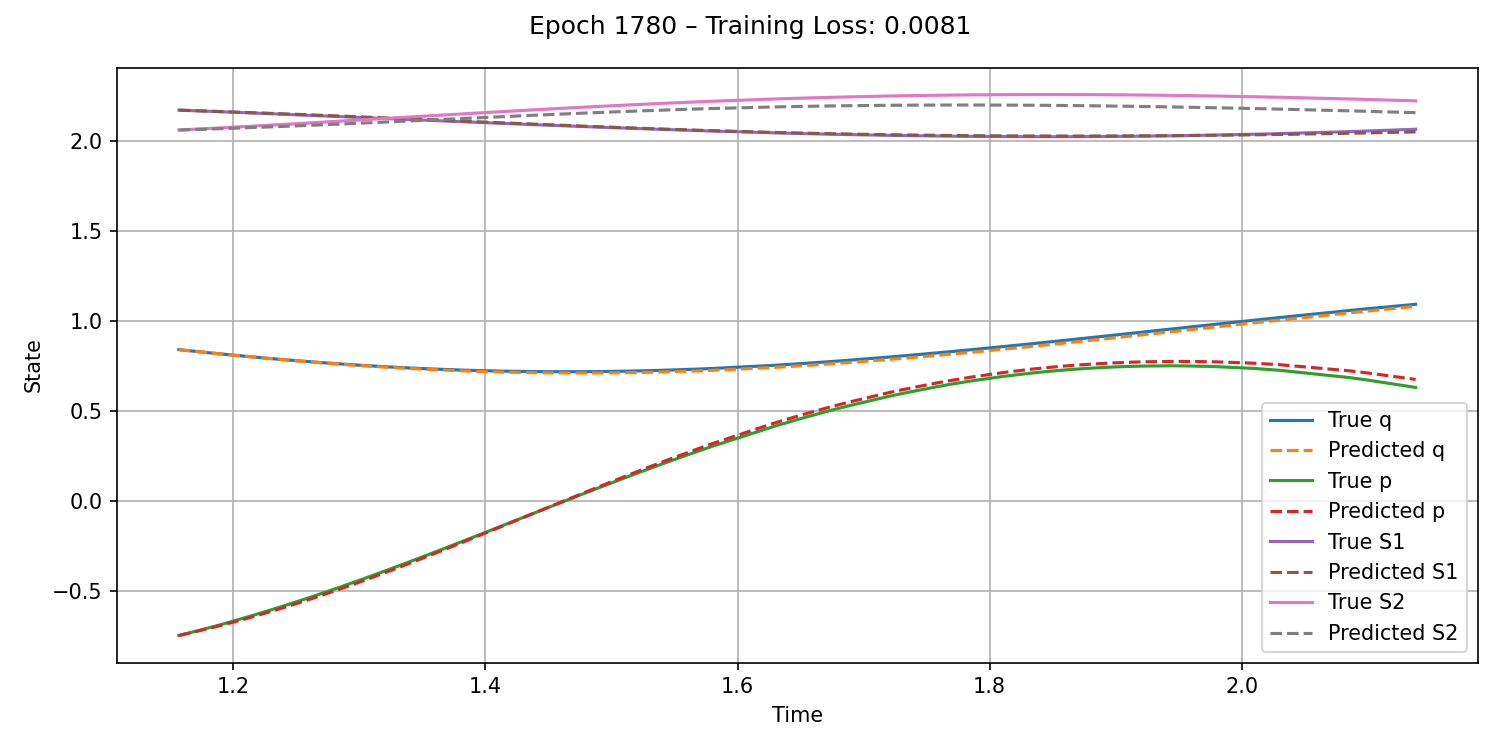 Epoch 1780 – Training Loss: 0.0081
State
2.0
1.5
1.0
0.5
0.0
−0.5
1.2
1.4
1.6
1.8
2.0
Time
True q
Predicted q
True p
Predicted p
True S1
Predicted S1
True S2
Predicted S2